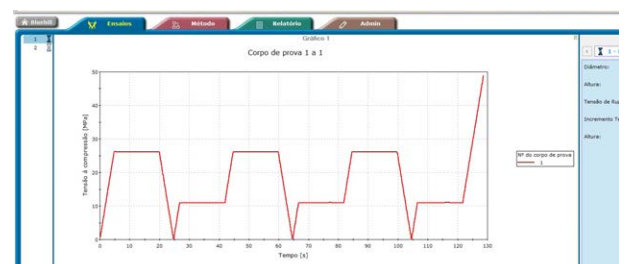 Bluehill
Ensaios
Método
Relatório
Admin
1
2
Gráfico 1
Corpo de prova 1 a 1
Tensão à compressão [MPa]
50
40
30
20
10
0
0 10 20 30 40 50 60 70 80 90 100 110 120 130
Tempo [s]
Nº do corpo de prova
1
Diâmetro:
Altura:
Tensão de Rup
Incremento Te
Altura: